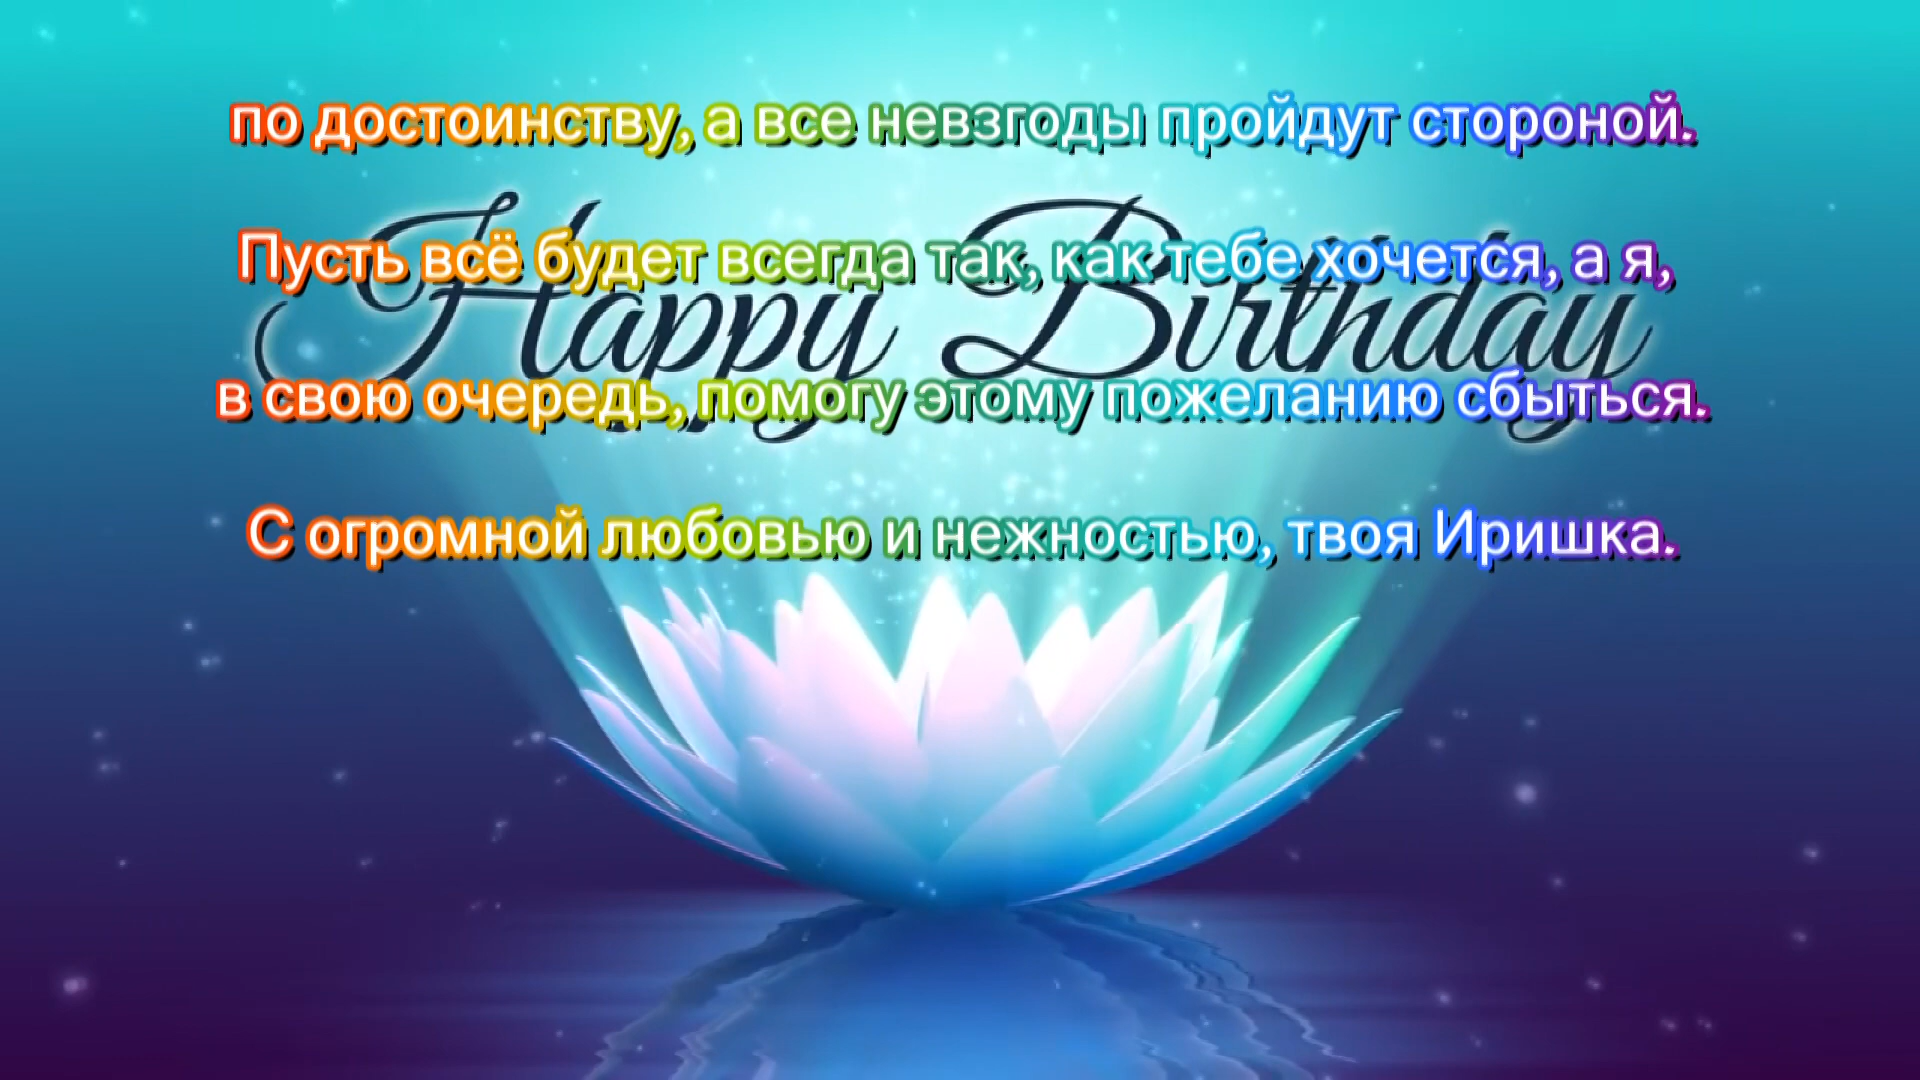 по достоинству, а все невзгоды пройдут стороной.
Пусть всё будет всегда так, как тебе хочется, а я,
Happy Birthday
в свою очередь, помогу этому пожеланию сбыться.
С огромной любовью и нежностью, твоя Иришка.